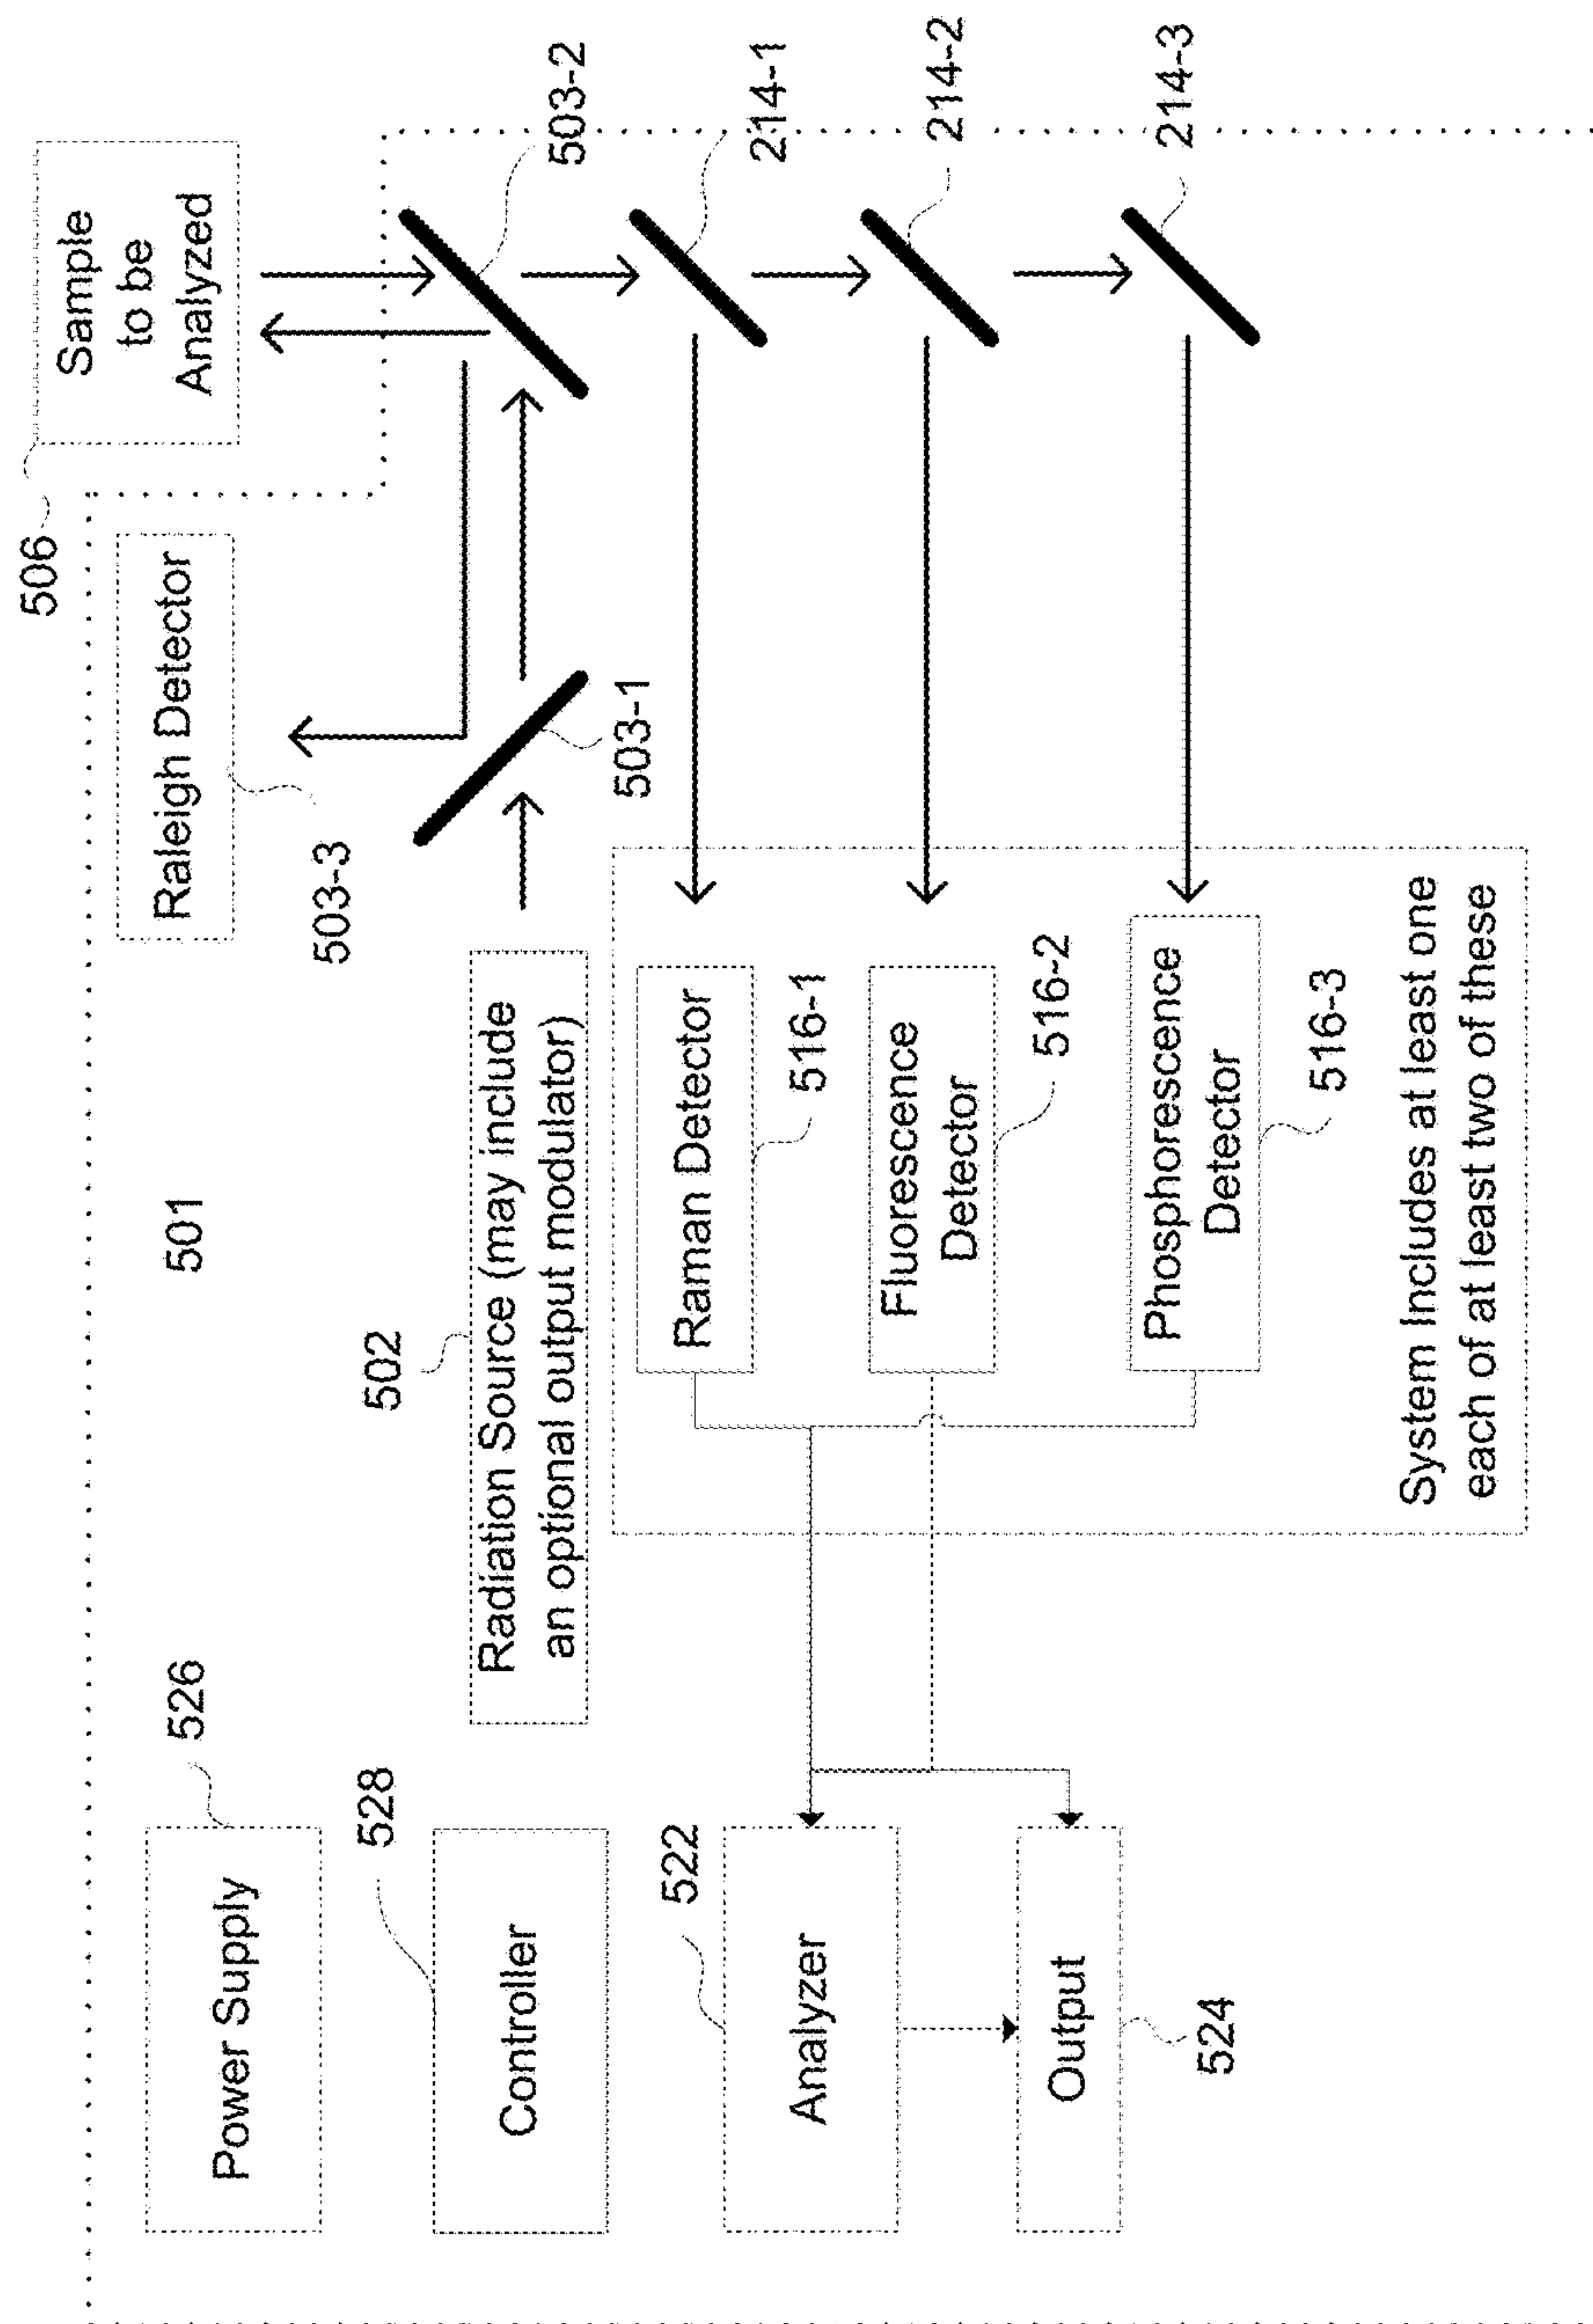 506
Sample
to be
Analyzed
503-2
214-1
214-2
214-3
Raleigh Detector
503-3
503-1
501
502
Radiation Source (may include
an optional output modulator)
Raman Detector
516-1
Fluorescence
Detector
516-2
Phosphorescence
Detector
516-3
System Includes at least one
each of at least two of these
526
Power Supply
528
Controller
522
Analyzer
Output
524